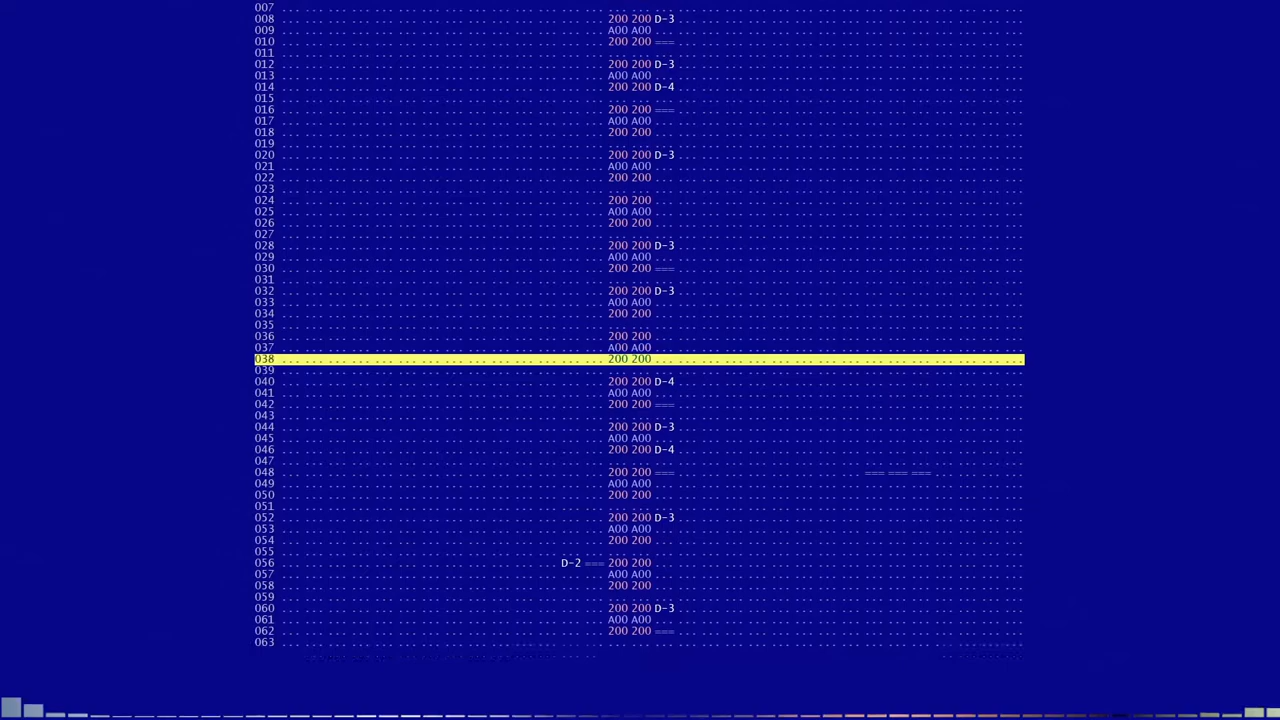 007 ... ... ... ... ... ... ... ... ... ... ... ... ... ... ... ... ... ... ... ... ... ... ... ... ... ... ... ... ... ... ... ...
008 200 200 D-3
009 A00 A00
010 200 200 ===
011
012 200 200 D-3
013 A00 A00
014 200 200 D-4
015
016 200 200 ===
017 A00 A00
018 200 200
019
020 200 200 D-3
021 A00 A00
022 200 200
023
024 200 200
025 A00 A00
026 200 200
027
028 200 200 D-3
029 A00 A00
030 200 200 ===
031
032 200 200 D-3
033 A00 A00
034 200 200
035
036 200 200
037 A00 A00
038 200 200
039
040 200 200 D-4
041 A00 A00
042 200 200 ===
043
044 200 200 D-3
045 A00 A00
046 200 200 D-4
047
048 200 200 === === === ===
049 A00 A00
050 200 200
051
052 200 200 D-3
053 A00 A00
054 200 200
055
056 D-2 === 200 200
057 A00 A00
058 200 200
059
060 200 200 D-3
061 A00 A00
062 200 200 ===
063